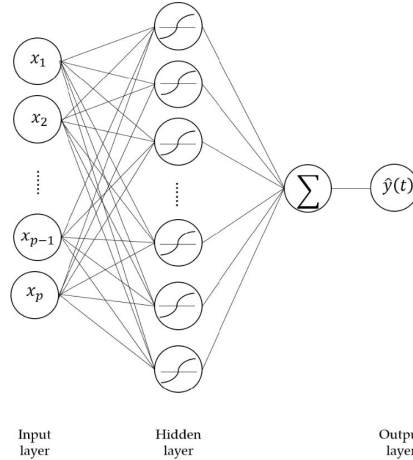 x₁
x₂
......
xₚ₋₁
xₚ
......
∑
ŷ(t)
Input
layer
Hidden
layer
Outpu
layer